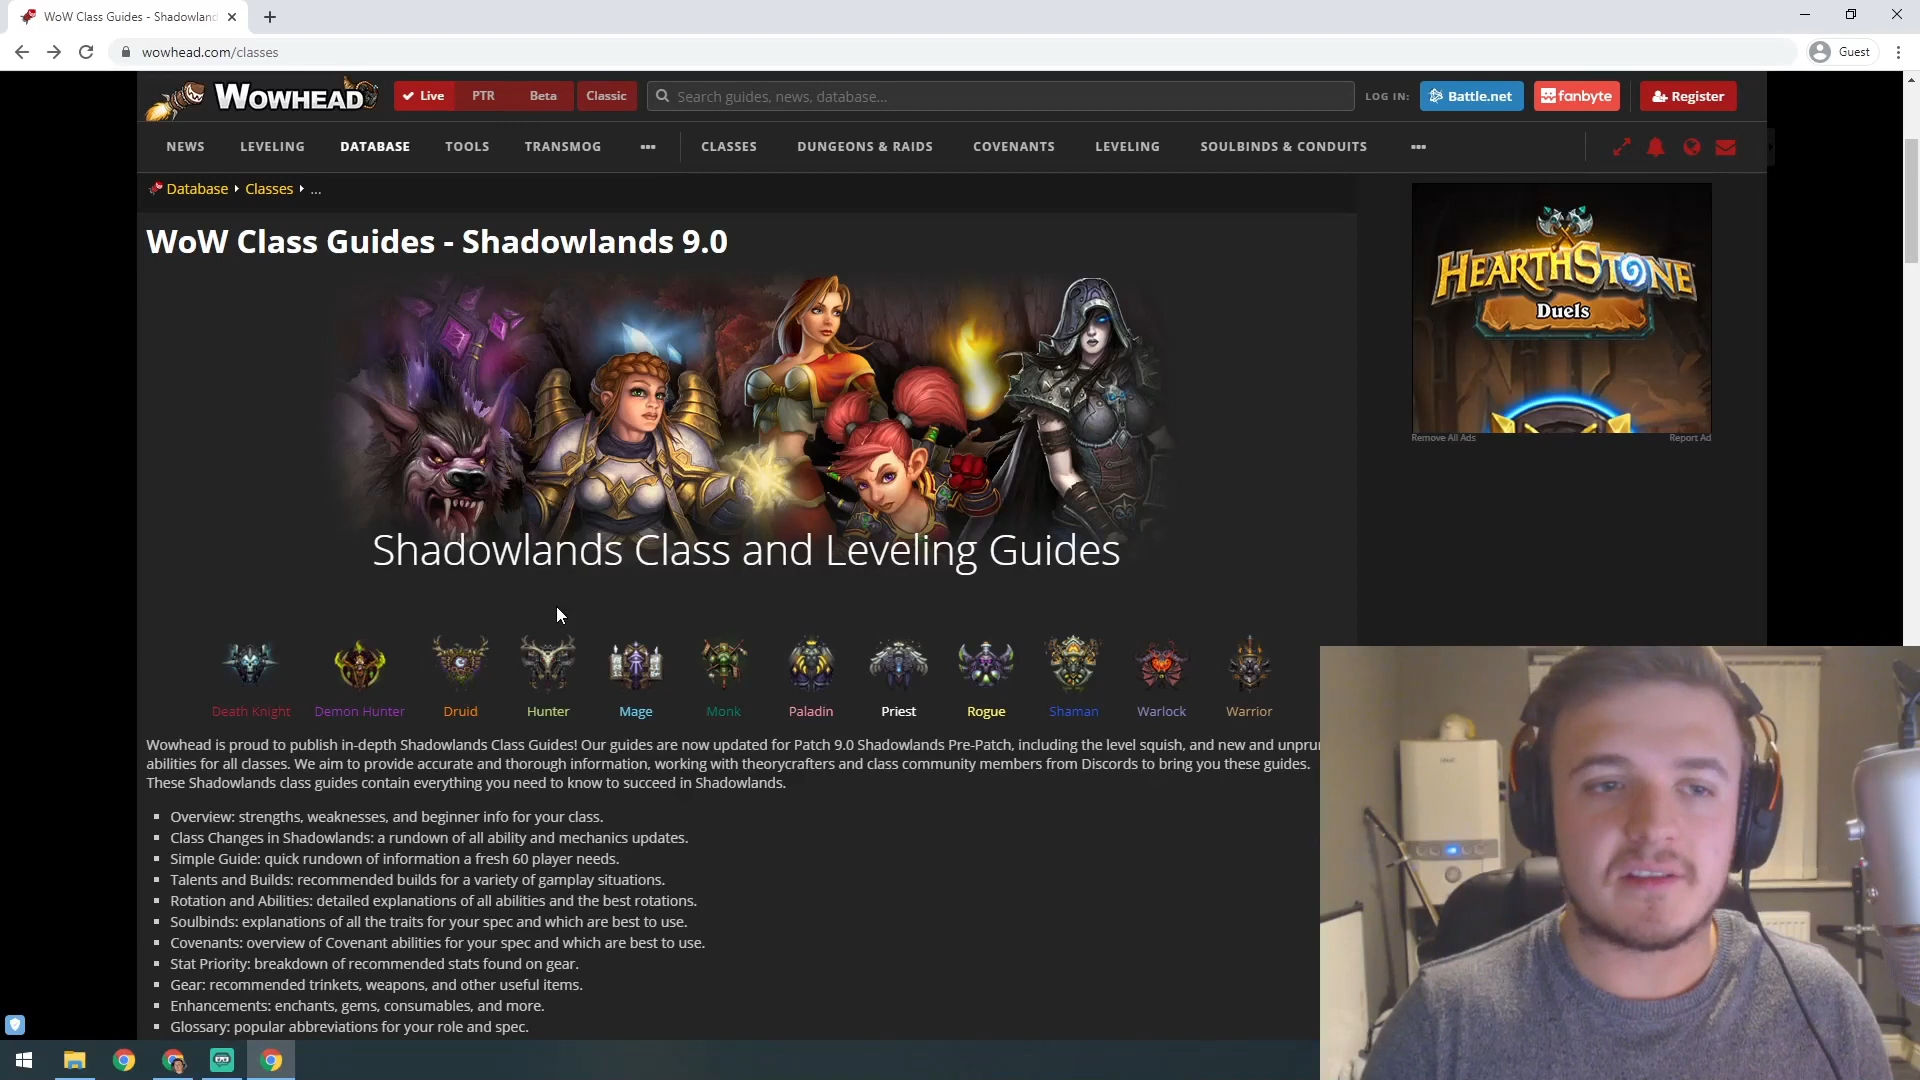 WoW Class Guides - Shadowland
wowhead.com/classes
Guest
WOWHEAD
Live PTR Beta Classic
Search guides, news, database...
LOG IN: Battle.net fanbyte Register
NEWS LEVELING DATABASE TOOLS TRANSMOG ••• CLASSES DUNGEONS & RAIDS COVENANTS LEVELING SOULBINDS & CONDUITS •••
Database Classes ...
WoW Class Guides - Shadowlands 9.0
HEARTHSTONE
Duels
Remove All Ads Report Ad
Shadowlands Class and Leveling Guides
Death Knight Demon Hunter Druid Hunter Mage Monk Paladin Priest Rogue Shaman Warlock Warrior
Wowhead is proud to publish in-depth Shadowlands Class Guides! Our guides are now updated for Patch 9.0 Shadowlands Pre-Patch, including the level squish, and new and unpru
abilities for all classes. We aim to provide accurate and thorough information, working with theorycrafters and class community members from Discords to bring you these guides.
These Shadowlands class guides contain everything you need to know to succeed in Shadowlands.
▪ Overview: strengths, weaknesses, and beginner info for your class.
▪ Class Changes in Shadowlands: a rundown of all ability and mechanics updates.
▪ Simple Guide: quick rundown of information a fresh 60 player needs.
▪ Talents and Builds: recommended builds for a variety of gamplay situations.
▪ Rotation and Abilities: detailed explanations of all abilities and the best rotations.
▪ Soulbinds: explanations of all the traits for your spec and which are best to use.
▪ Covenants: overview of Covenant abilities for your spec and which are best to use.
▪ Stat Priority: breakdown of recommended stats found on gear.
▪ Gear: recommended trinkets, weapons, and other useful items.
▪ Enhancements: enchants, gems, consumables, and more.
▪ Glossary: popular abbreviations for your role and spec.